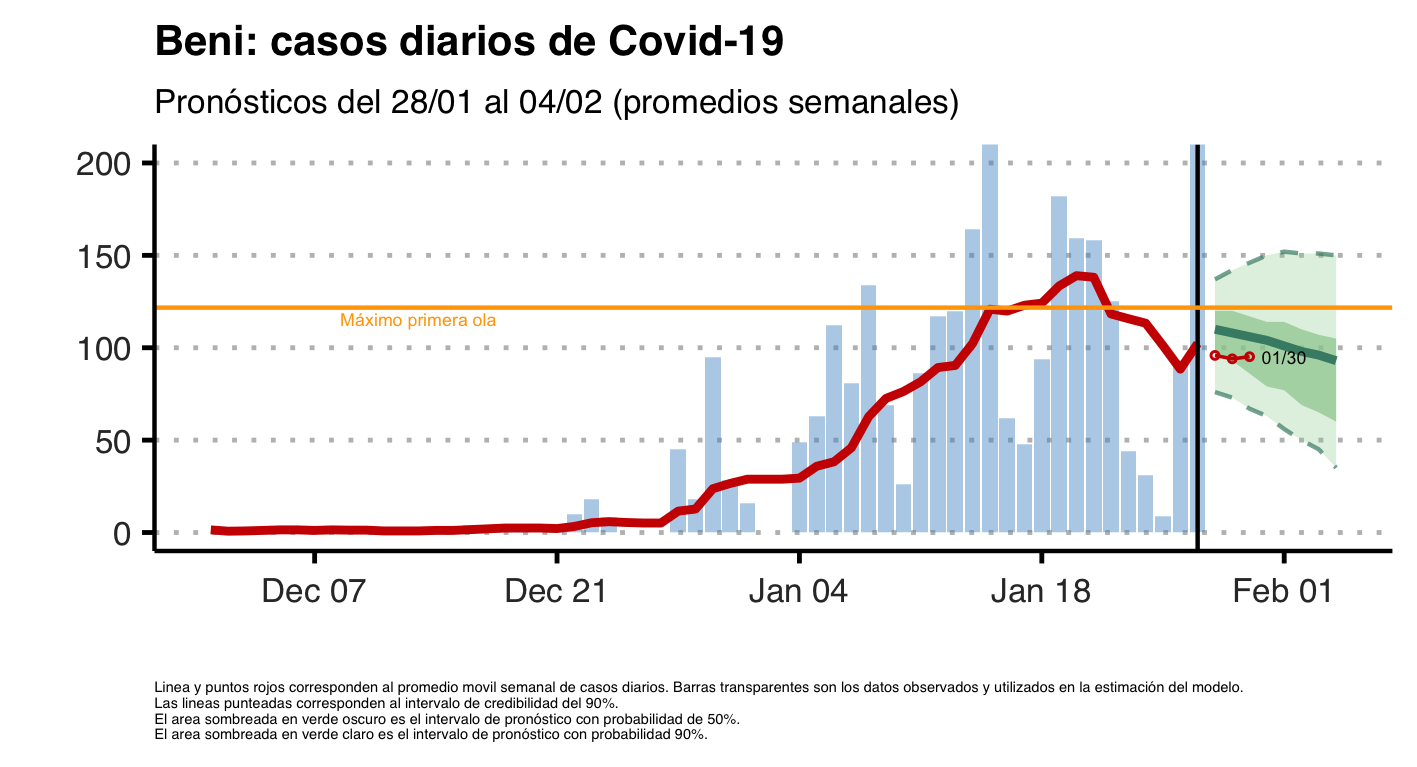 Beni: casos diarios de Covid-19
Pronósticos del 28/01 al 04/02 (promedios semanales)
200
150
Máximo primera ola
100
01/30
50
0
Dec 07 Dec 21 Jan 04 Jan 18 Feb 01
Linea y puntos rojos corresponden al promedio movil semanal de casos diarios. Barras transparentes son los datos observados y utilizados en la estimación del modelo.
Las lineas punteadas corresponden al intervalo de credibilidad del 90%.
El area sombreada en verde oscuro es el intervalo de pronóstico con probabilidad de 50%.
El area sombreada en verde claro es el intervalo de pronóstico con probabilidad 90%.